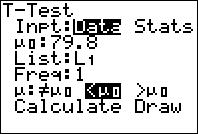 T-Test
Inpt:Data Stats
μ₀:79.8
List:L₁
Freq:1
μ:≠μ₀ <μ₀ >μ₀
Calculate Draw